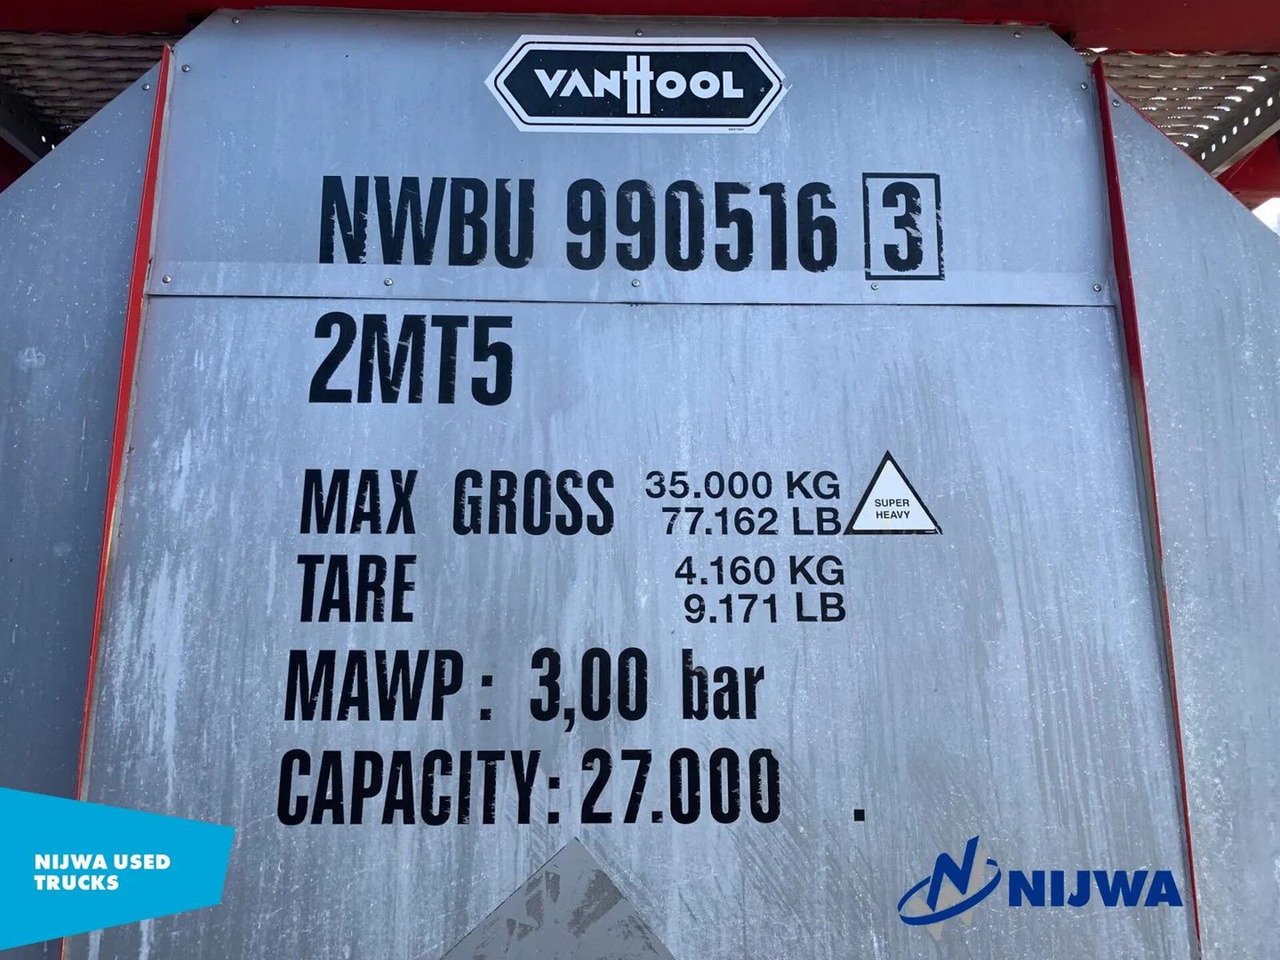 VANHOOL
NWBU 990516 3
2MT5
MAX GROSS 35.000 KG
77.162 LB
SUPER
HEAVY
TARE 4.160 KG
9.171 LB
MAWP: 3,00 bar
CAPACITY: 27.000 .
NIJWA USED
TRUCKS
NIJWA